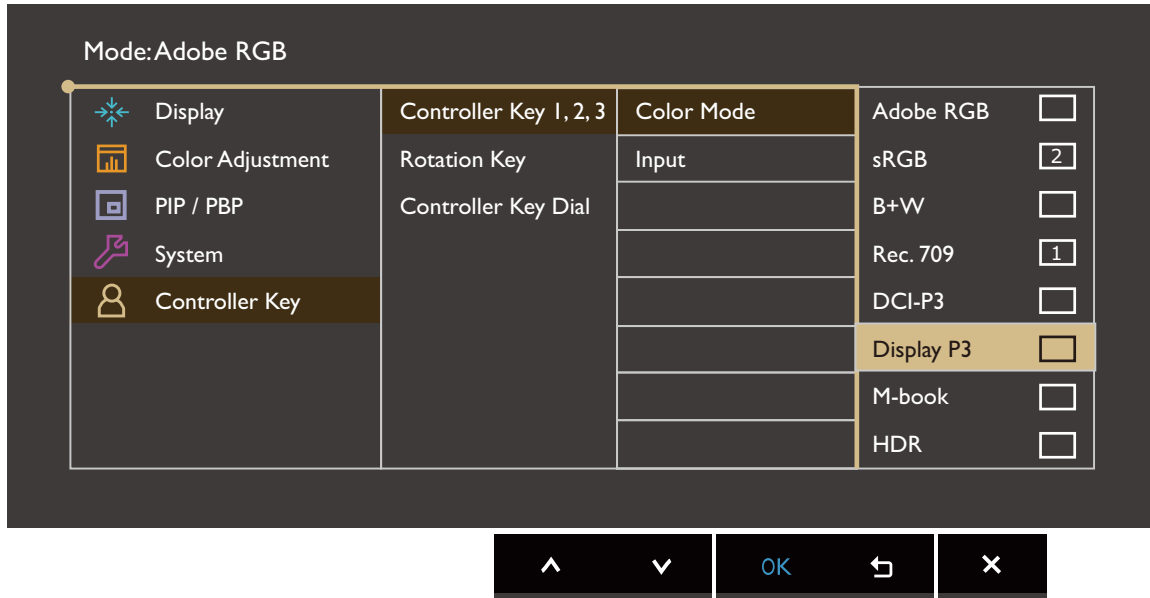 Mode: Adobe RGB
Display
Color Adjustment
PIP / PBP
System
Controller Key
Controller Key 1, 2, 3
Rotation Key
Controller Key Dial
Color Mode
Input
Adobe RGB
sRGB 2
B+W
Rec. 709 1
DCI-P3
Display P3
M-book
HDR
OK